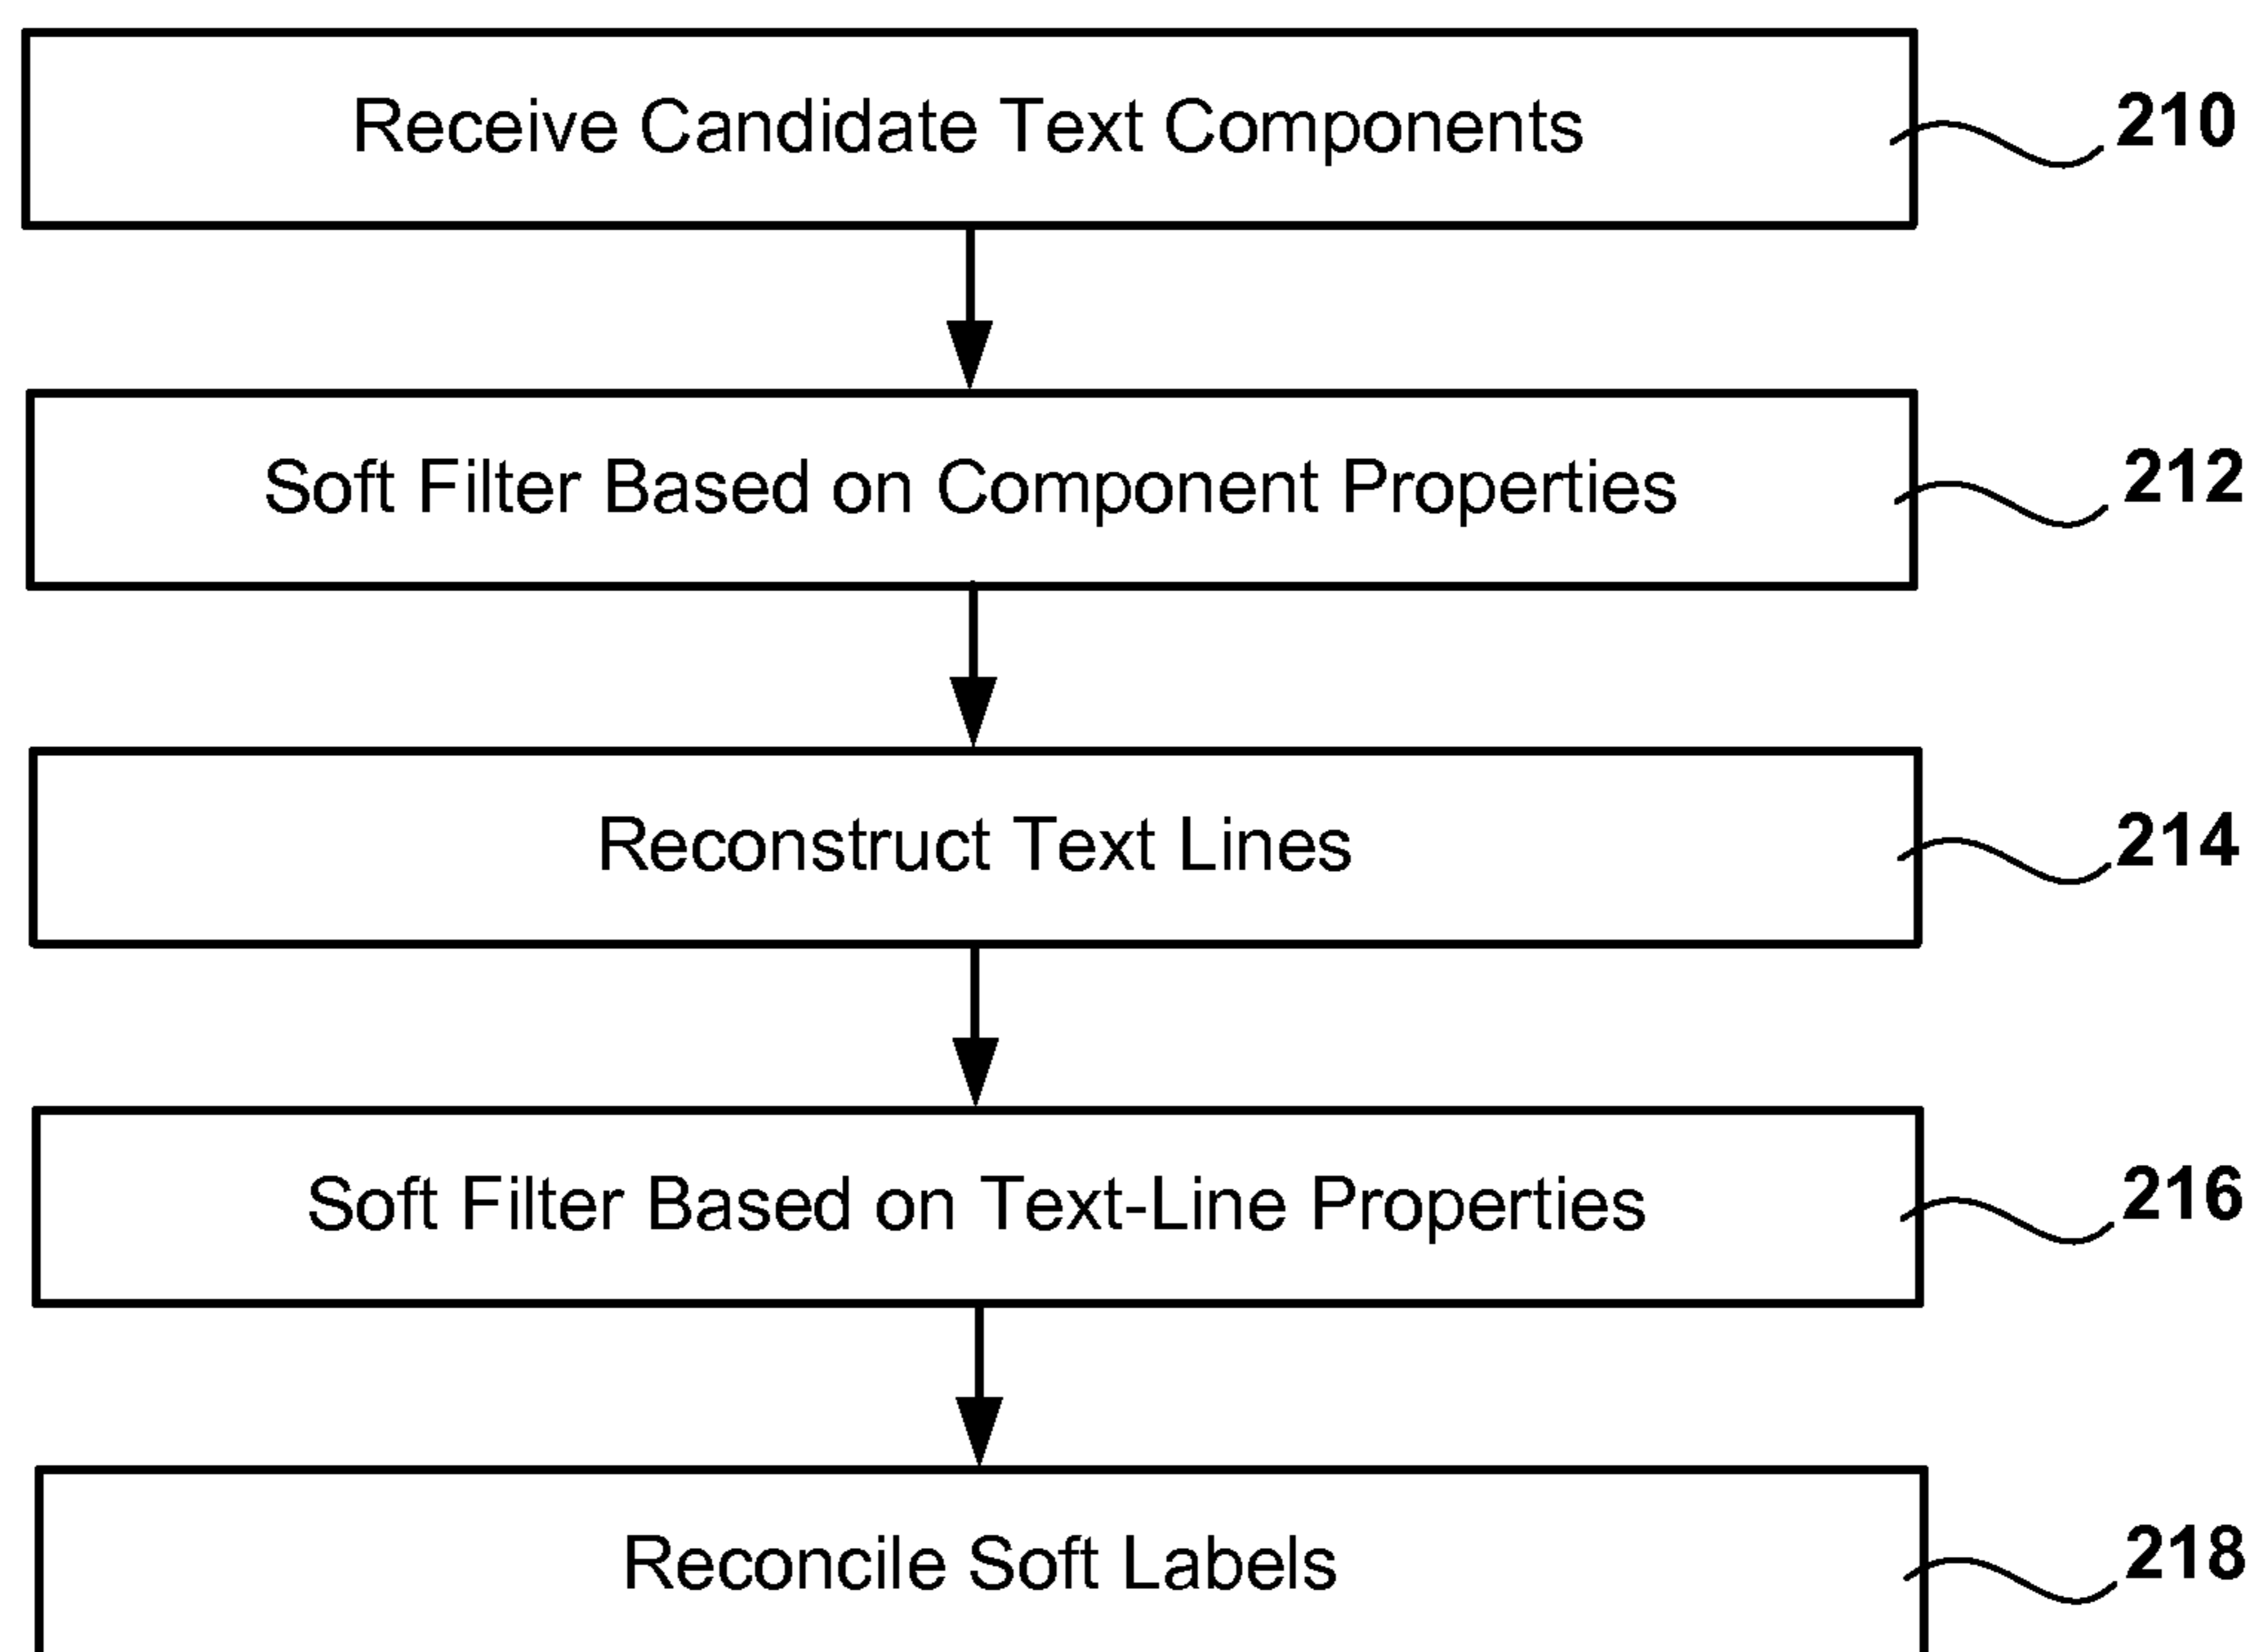 Receive Candidate Text Components 210
Soft Filter Based on Component Properties 212
Reconstruct Text Lines 214
Soft Filter Based on Text-Line Properties 216
Reconcile Soft Labels 218